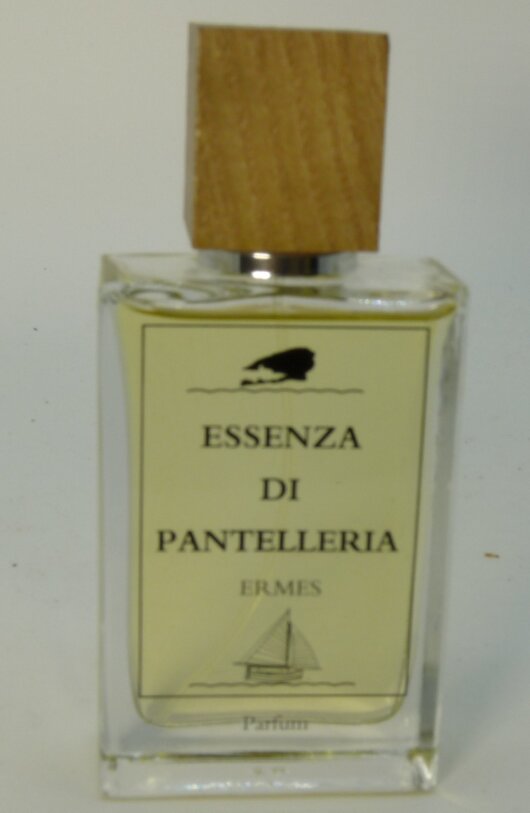 ESSENZA
DI
PANTELLERIA
ERMES
Parfum